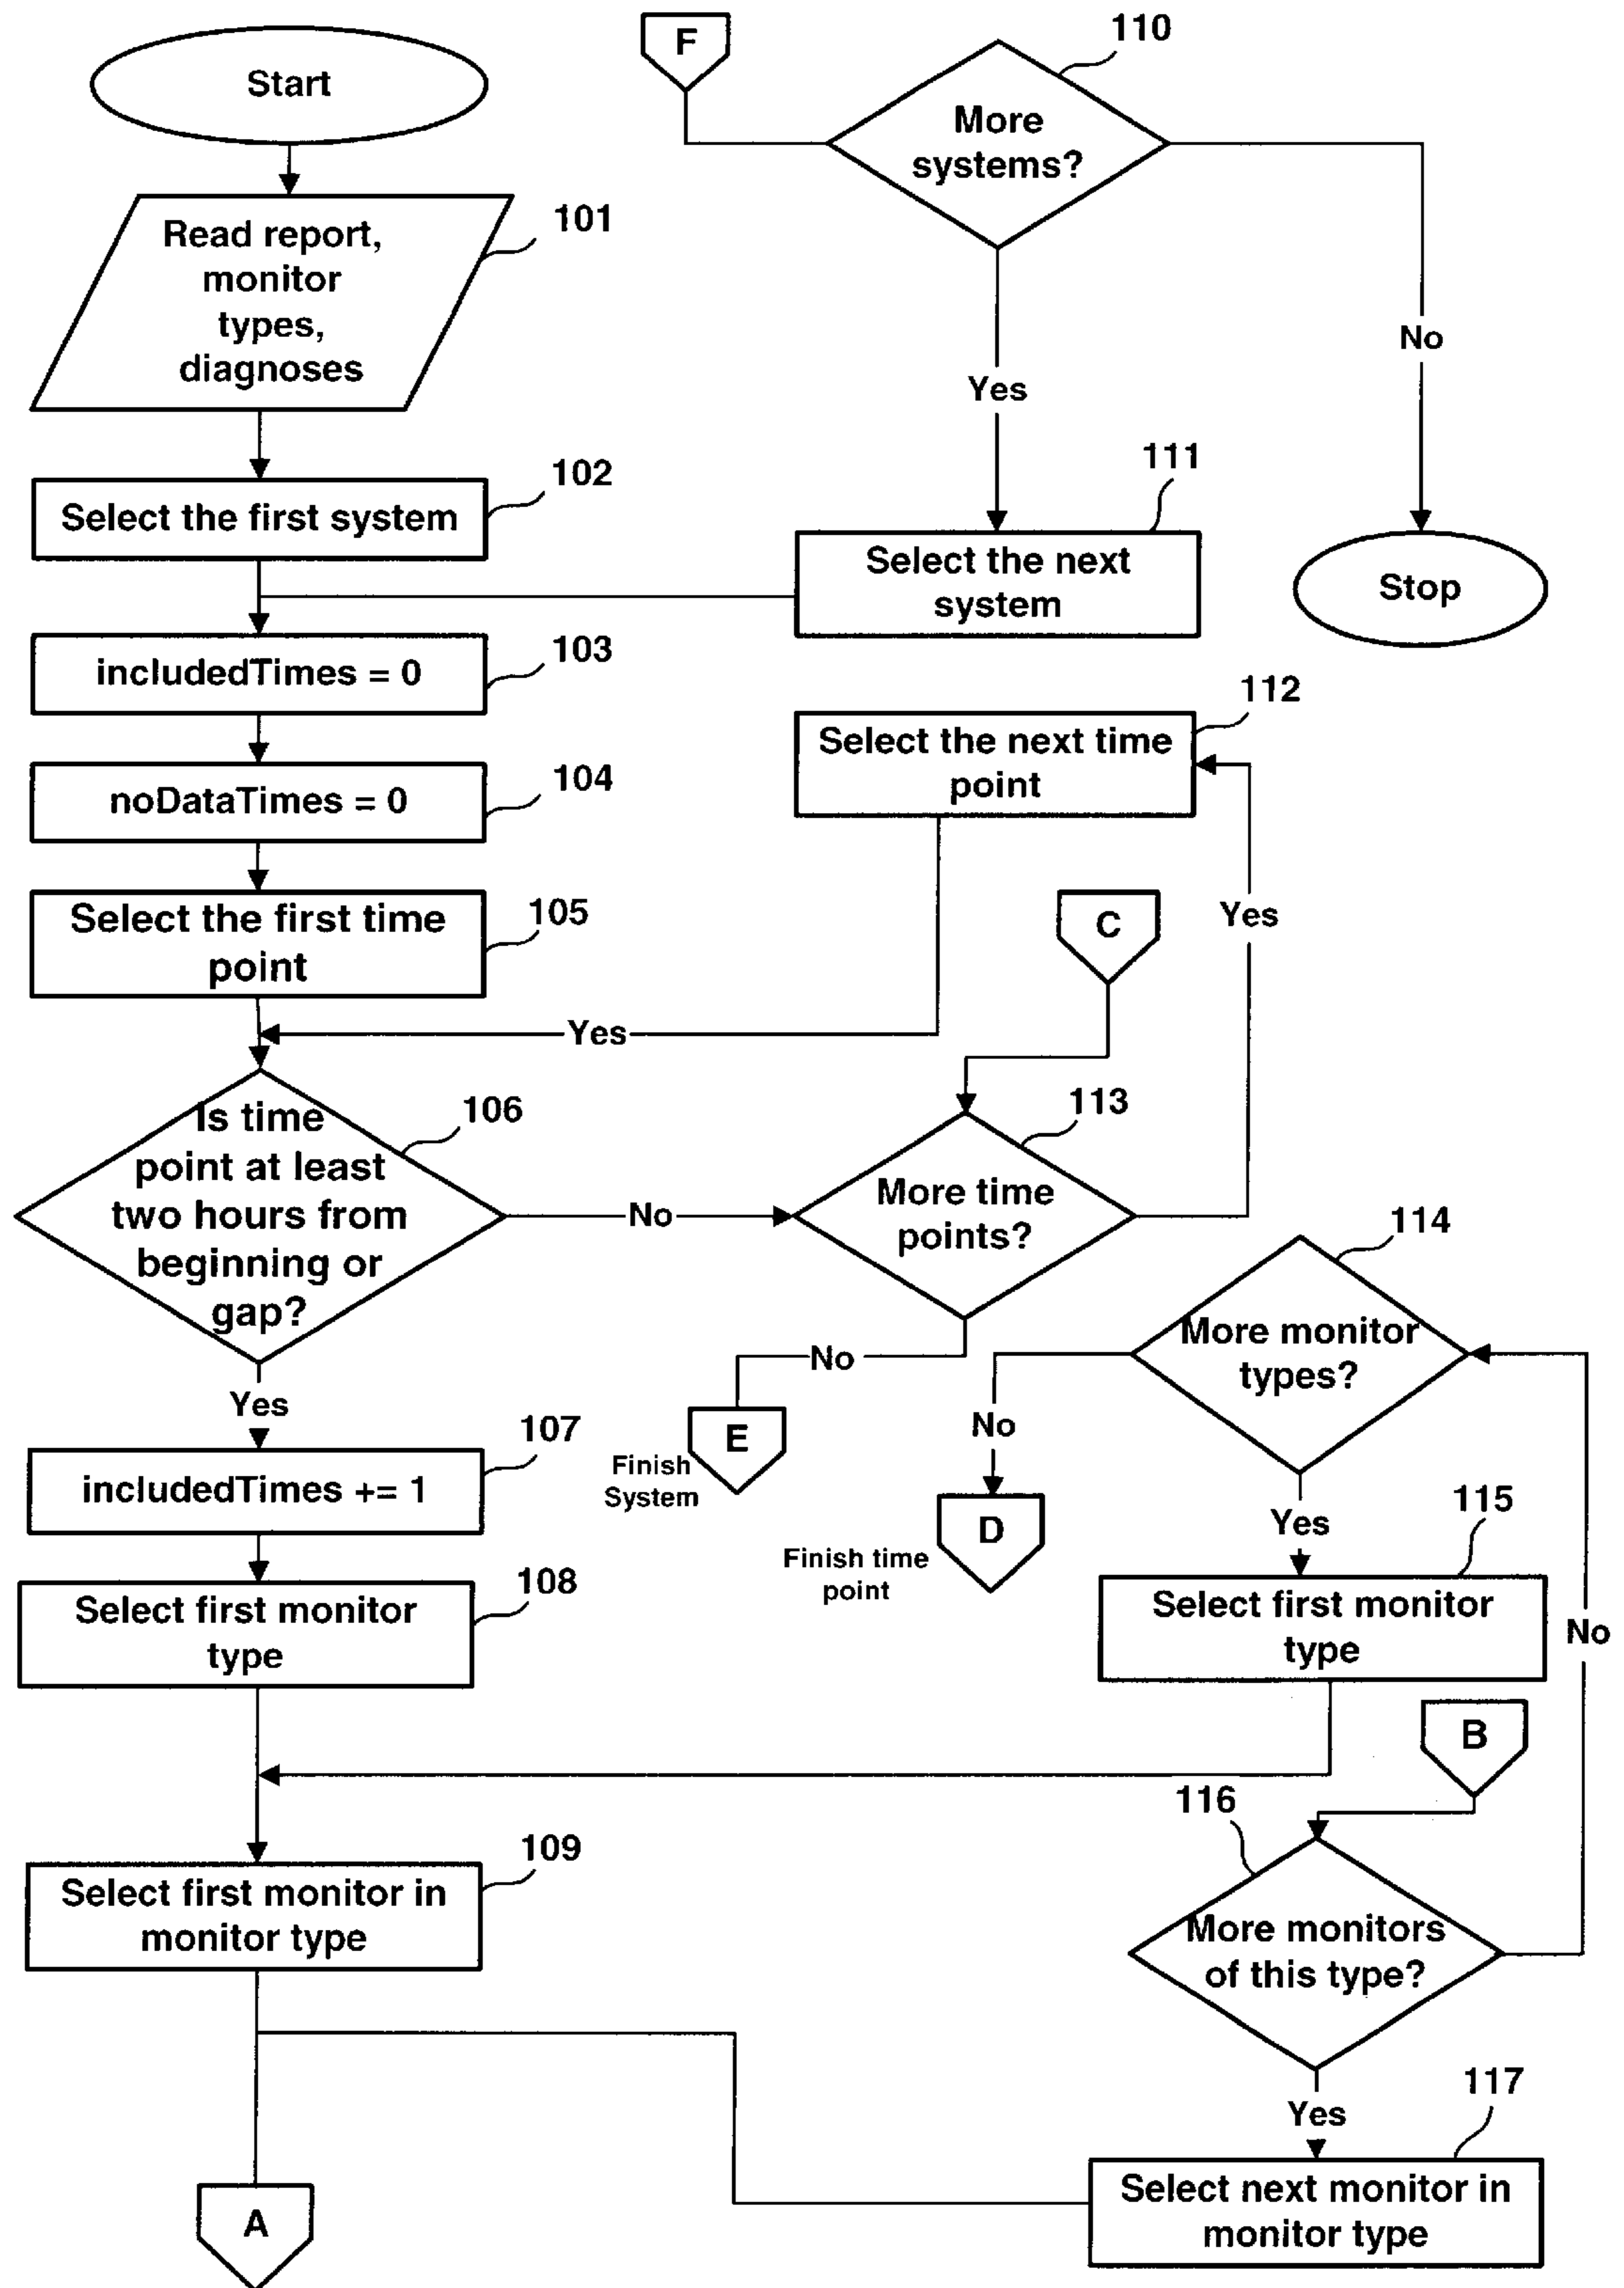 Start
Read report,
monitor
types,
diagnoses
101
Select the first system
102
includedTimes = 0
103
noDataTimes = 0
104
Select the first time
point
105
Is time
point at least
two hours from
beginning or
gap?
106
No
Yes
includedTimes += 1
107
Select first monitor
type
108
Select first monitor in
monitor type
109
A
F
More
systems?
110
Yes
No
Select the next
system
111
Stop
Select the next time
point
112
Yes
Yes
C
More time
points?
113
No
E
Finish
System
More monitor
types?
114
No
D
Finish time
point
Yes
Select first monitor
type
115
No
B
More monitors
of this type?
116
Yes
Select next monitor in
monitor type
117